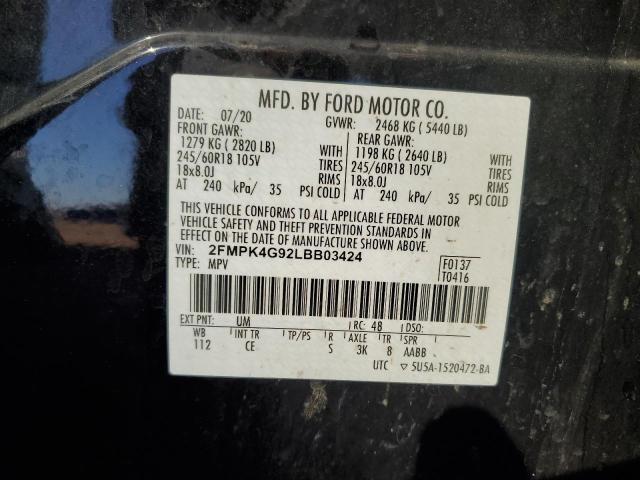 MFD. BY FORD MOTOR CO.
DATE: 07/20 GVWR: 2468 KG ( 5440 LB)
FRONT GAWR: REAR GAWR:
1279 KG ( 2820 LB) WITH 1198 KG ( 2640 LB) WITH
245/60R18 105V TIRES 245/60R18 105V TIRES
18x8.0J RIMS 18x8.0J RIMS
AT 240 kPa/ 35 PSI COLD AT 240 kPa/ 35 PSI COLD
THIS VEHICLE CONFORMS TO ALL APPLICABLE FEDERAL MOTOR
VEHICLE SAFETY AND THEFT PREVENTION STANDARDS IN
EFFECT ON THE DATE OF MANUFACTURE SHOWN ABOVE.
VIN: 2FMPK4G92LBB03424 F0137
TYPE: MPV T0416
EXT PNT: UM RC: 48 DSO:
WB INT TR TP/PS R AXLE TR SPR
112 CE S 3K 8 AABB
UTC ▽ 5U5A-1520472-BA